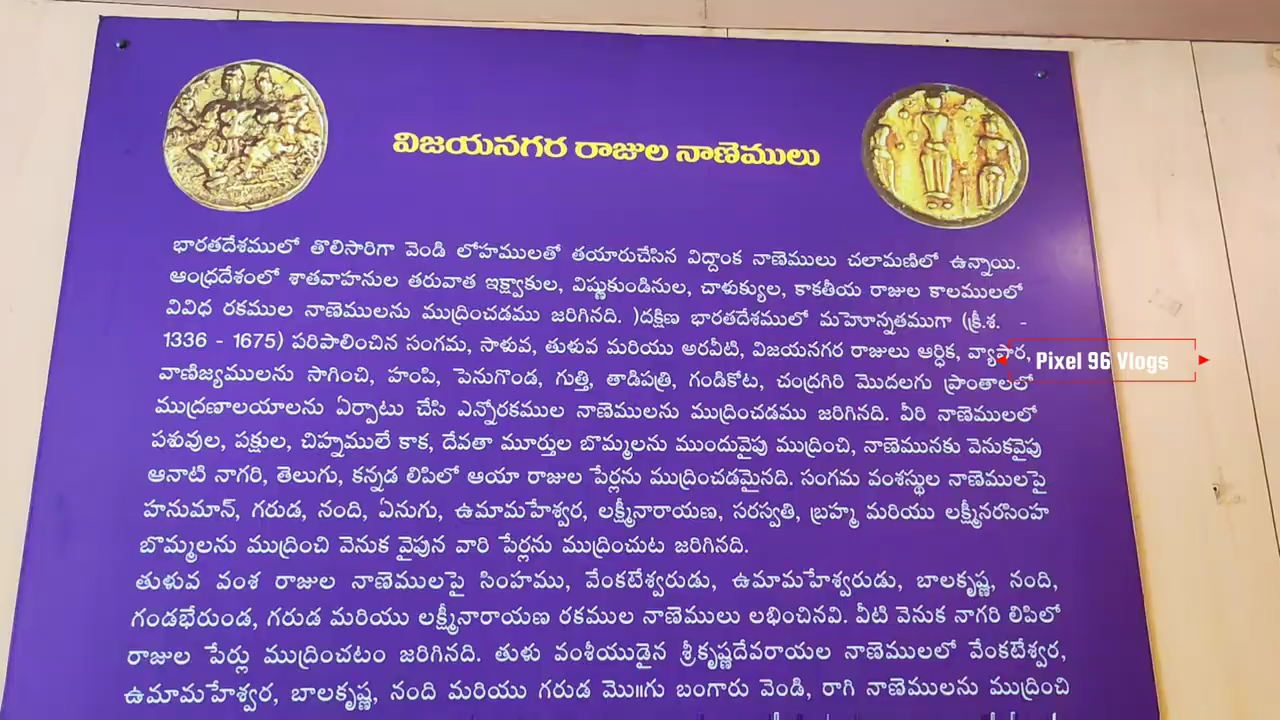 విజయనగర రాజుల నాణెములు
భారతదేశములో తొలిసారిగా వెండి లోహములతో తయారుచేసిన విద్దాంక నాణెములు చలామణిలో ఉన్నాయి.
ఆంధ్రదేశంలో శాతవాహనుల తరువాత ఇక్ష్వాకుల, విష్ణుకుండినుల, చాళుక్యుల, కాకతీయ రాజుల కాలములలో
వివిధ రకముల నాణెములను ముద్రించడము జరిగినది. )దక్షిణ భారతదేశములో మహెూన్నతముగా (క్రీ.శ. -
1336 - 1675) పరిపాలించిన సంగమ, సాళువ, తుళువ మరియు అరవీటి, విజయనగర రాజులు ఆర్ధిక, వ్యాపార,
Pixel 96 Vlogs
వాణిజ్యములను సాగించి, హంపి, పెనుగొండ, గుత్తి, తాడిపత్రి, గండికోట, చంద్రగిరి మొదలగు ప్రాంతాలలో
ముద్రణాలయాలను ఏర్పాటు చేసి ఎన్నోరకముల నాణెములను ముద్రించడము జరిగినది. వీరి నాణెములలో
పశువుల, పక్షుల, చిహ్నములే కాక, దేవతా మూర్తుల బొమ్మలను ముందువైపు ముద్రించి, నాణెమునకు వెనుకవైపు
ఆనాటి నాగరి, తెలుగు, కన్నడ లిపిలో ఆయా రాజుల పేర్లను ముద్రించడమైనది. సంగమ వంశస్థుల నాణెములపై
హనుమాన్, గరుడ, నంది, ఏనుగు, ఉమామహేశ్వర, లక్ష్మీనారాయణ, సరస్వతి, బ్రహ్మ మరియు లక్ష్మీనరసింహ
బొమ్మలను ముద్రించి వెనుక వైపున వారి పేర్లను ముద్రించుట జరిగినది.
తుళువ వంశ రాజుల నాణెములపై సింహము, వేంకటేశ్వరుడు, ఉమామహేశ్వరుడు, బాలకృష్ణ, నంది,
గండభేరుండ, గరుడ మరియు లక్ష్మీనారాయణ రకముల నాణెములు లభించినవి. వీటి వెనుక నాగరి లిపిలో
రాజుల పేర్లు ముద్రించటం జరిగినది. తుళు వంశీయుడైన శ్రీకృష్ణదేవరాయల నాణెములలో వేంకటేశ్వర,
ఉమామహేశ్వర, బాలకృష్ణ, నంది మరియు గరుడ మొ॥గు బంగారు వెండి, రాగి నాణెములను ముద్రించి